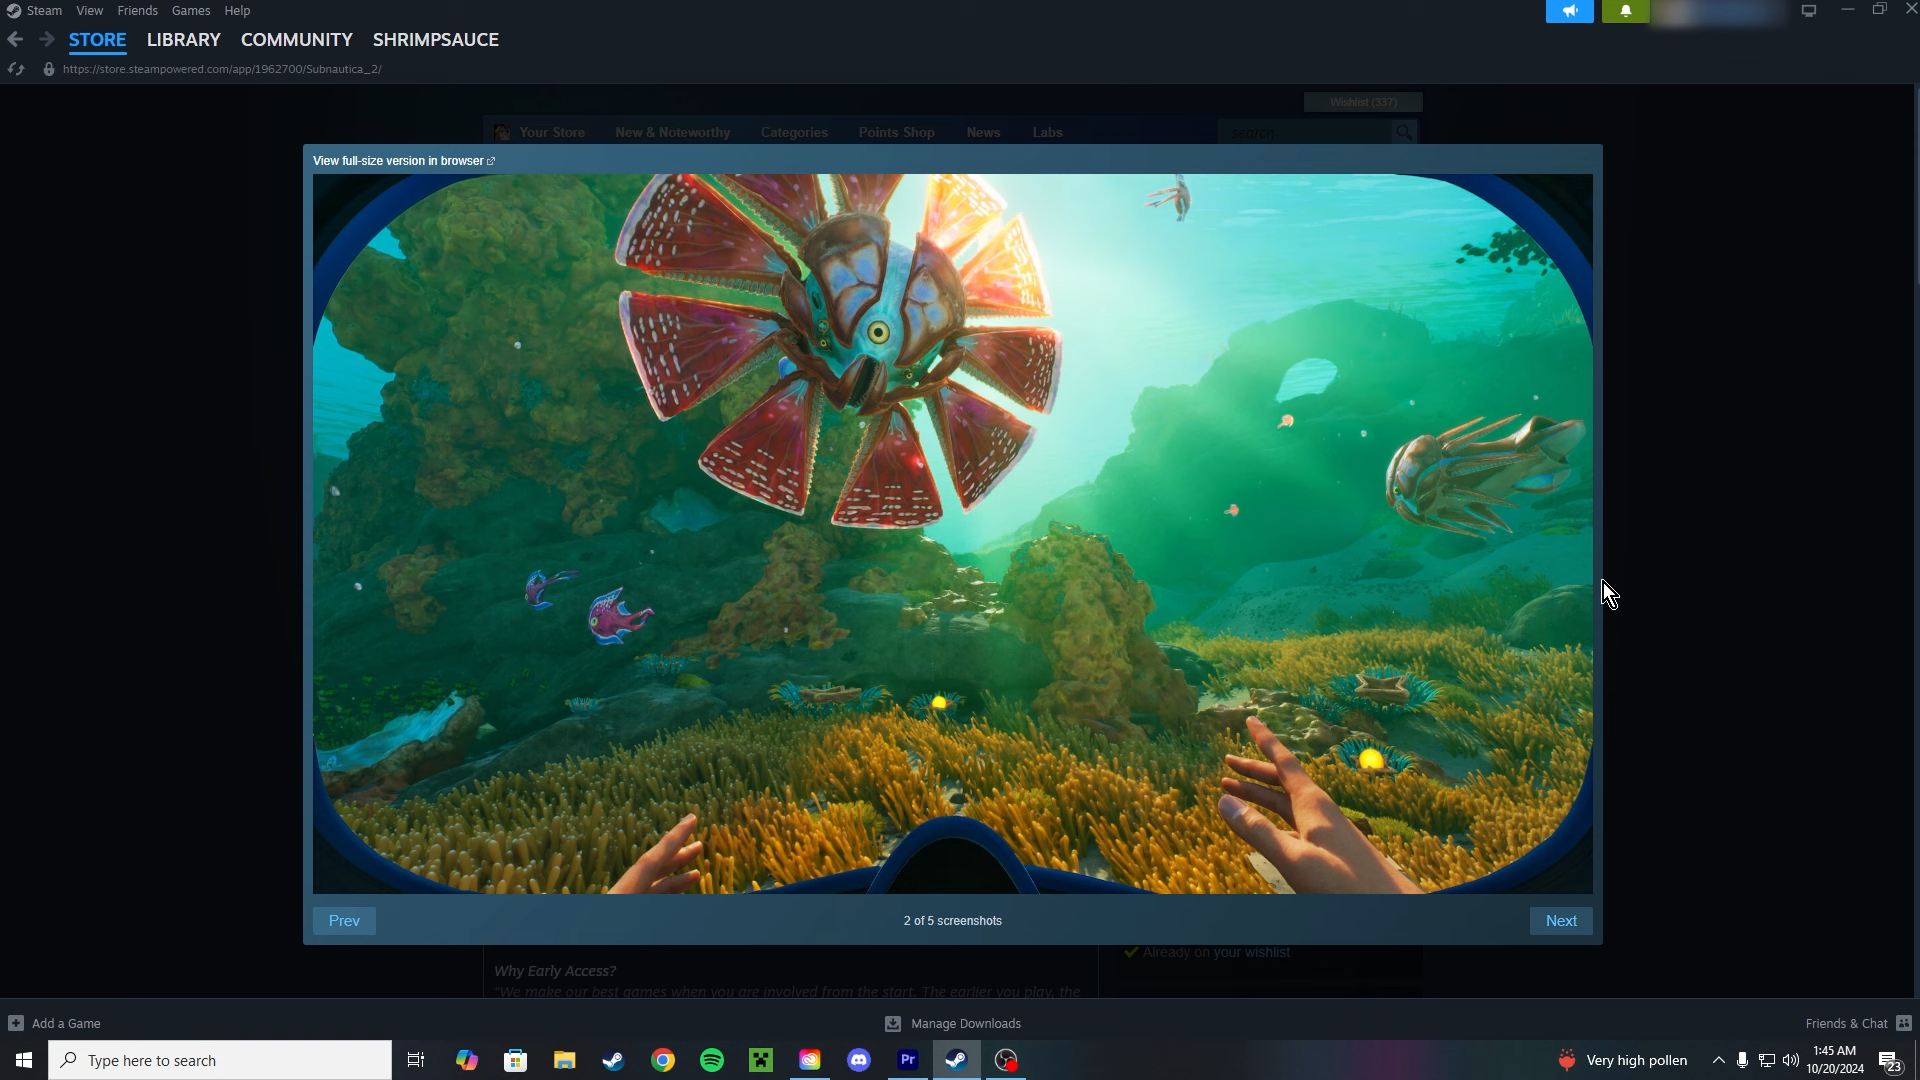 Steam View Friends Games Help
STORE LIBRARY COMMUNITY SHRIMPSAUCE
https://store.steampowered.com/app/1962700/Subnautica_2/
Wishlist (337)
Your Store New & Noteworthy Categories Points Shop News Labs search
View full-size version in browser
Prev 2 of 5 screenshots Next
Already on your wishlist
Why Early Access?
"We make our best games when you are involved from the start. The earlier you play, the
Add a Game Manage Downloads Friends & Chat
Type here to search
Pr
Very high pollen
1:45 AM
10/20/2024
23